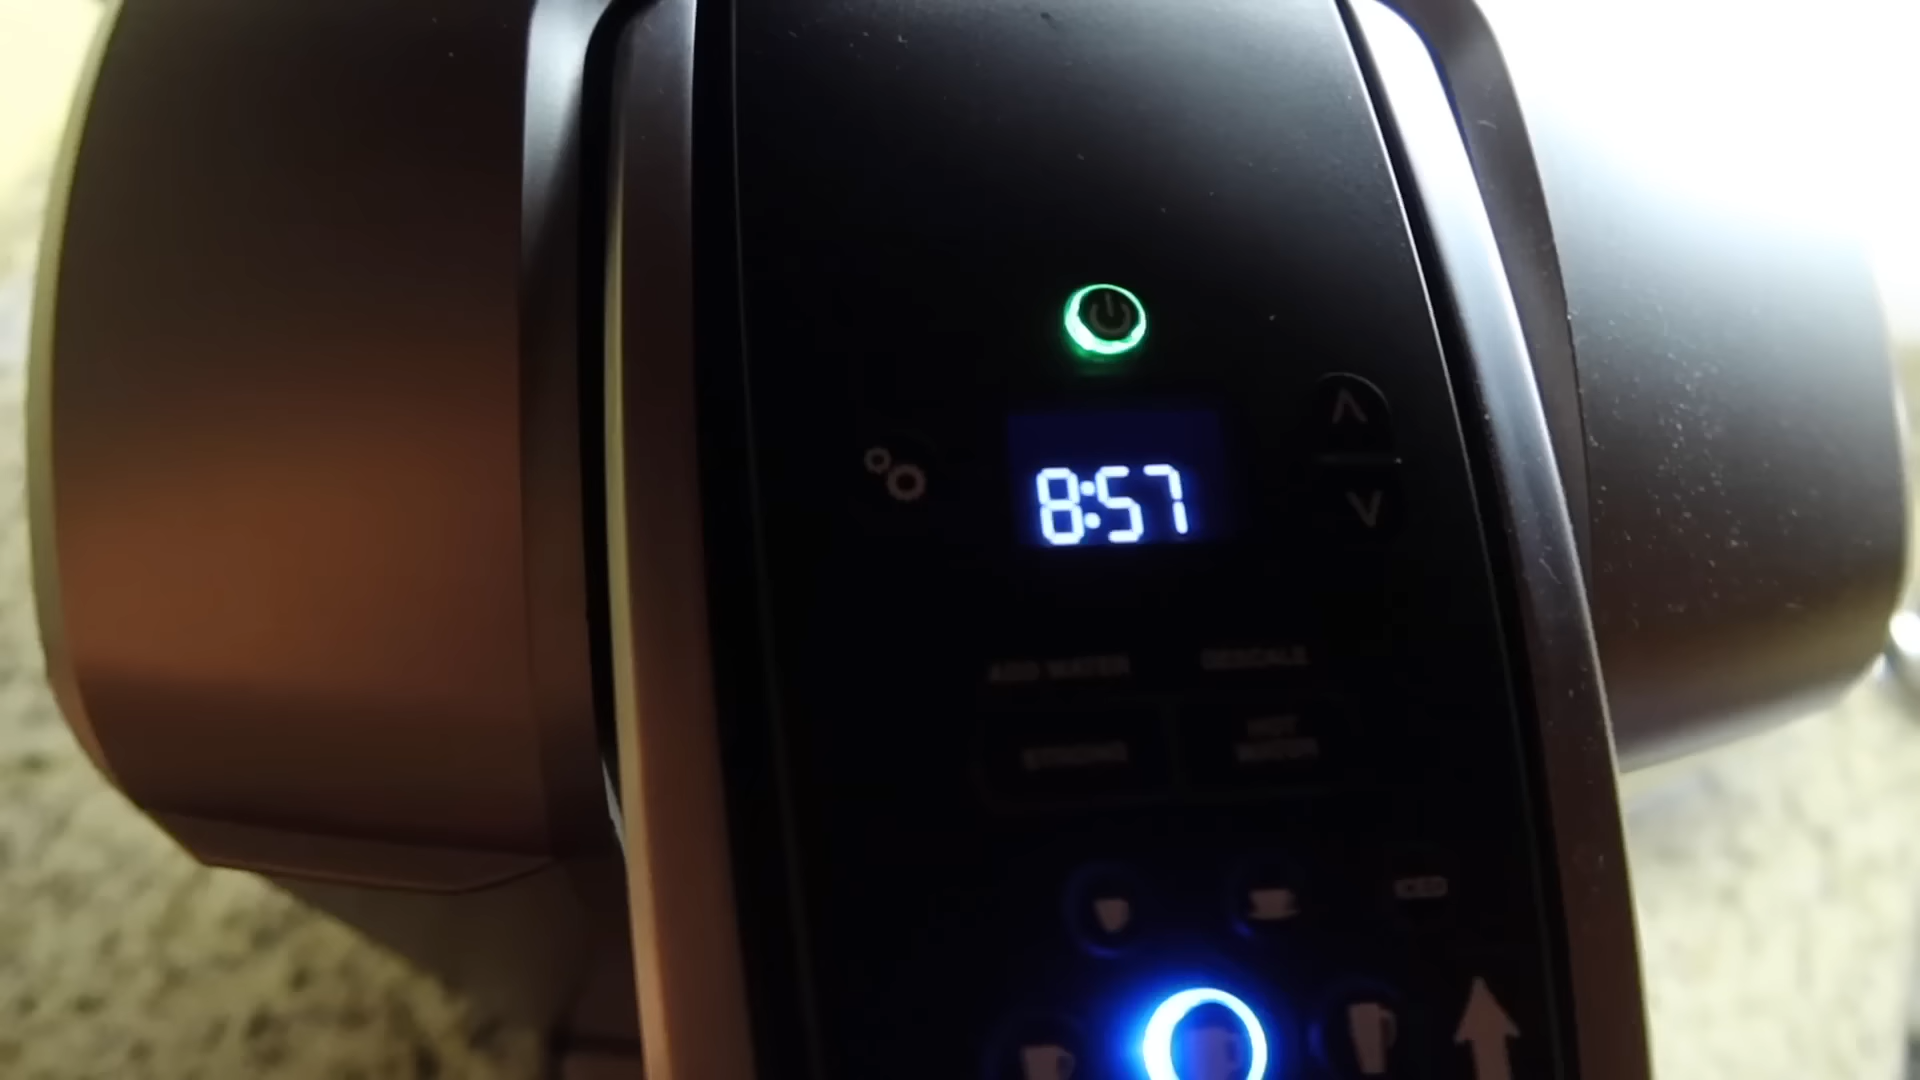 8:57
ADD WATER
DESCALE
STRONG
HOT
WATER
ICED